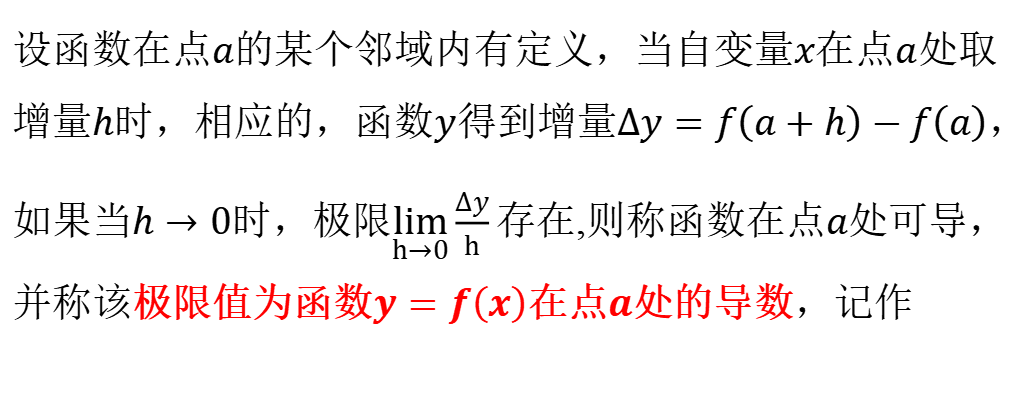 设函数在点a的某个邻域内有定义，当自变量x在点a处取
增量h时，相应的，函数y得到增量Δy = f(a + h) − f(a)，
如果当h → 0时，极限lim_{h→0} Δy/h 存在,则称函数在点a处可导，
并称该极限值为函数y = f(x)在点a处的导数，记作